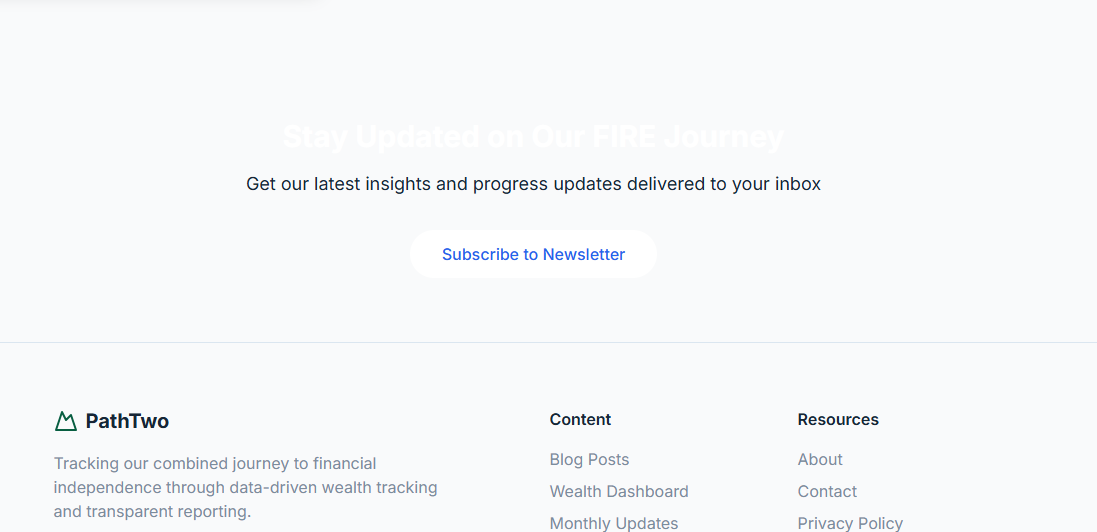 Stay Updated on Our FIRE Journey
Get our latest insights and progress updates delivered to your inbox
Subscribe to Newsletter
PathTwo
Tracking our combined journey to financial
independence through data-driven wealth tracking
and transparent reporting.
Content
Blog Posts
Wealth Dashboard
Monthly Updates
Resources
About
Contact
Privacy Policy